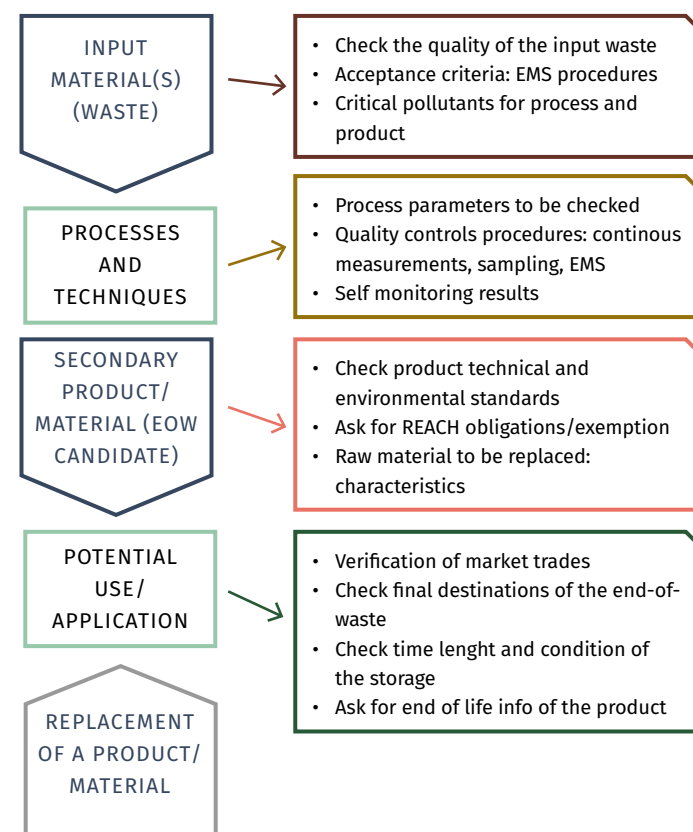 INPUT
MATERIAL(S)
(WASTE)
• Check the quality of the input waste
• Acceptance criteria: EMS procedures
• Critical pollutants for process and
product
PROCESSES
AND
TECHNIQUES
• Process parameters to be checked
• Quality controls procedures: continous
measurements, sampling, EMS
• Self monitoring results
SECONDARY
PRODUCT/
MATERIAL (EOW
CANDIDATE)
• Check product technical and
environmental standards
• Ask for REACH obligations/exemption
• Raw material to be replaced:
characteristics
POTENTIAL
USE/
APPLICATION
• Verification of market trades
• Check final destinations of the end-of-
waste
• Check time lenght and condition of
the storage
• Ask for end of life info of the product
REPLACEMENT
OF A PRODUCT/
MATERIAL